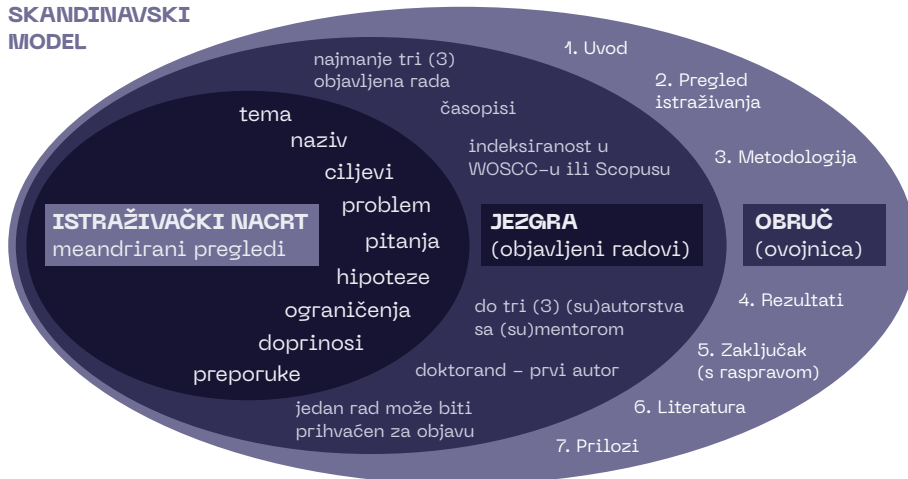 SKANDINAVSKI
MODEL
tema
naziv
ciljevi
problem
pitanja
hipoteze
ograničenja
doprinosi
preporuke
ISTRAŽIVAČKI NACRT
meandrirani pregledi
najmanje tri (3)
objavljena rada
časopisi
indeksiranost u
WOSCC-u ili Scopusu
JEZGRA
(objavljeni radovi)
do tri (3) (su)autorstva
sa (su)mentorom
doktorand – prvi autor
jedan rad može biti
prihvaćen za objavu
1. Uvod
2. Pregled
istraživanja
3. Metodologija
OBRUČ
(ovojnica)
4. Rezultati
5. Zaključak
(s raspravom)
6. Literatura
7. Prilozi